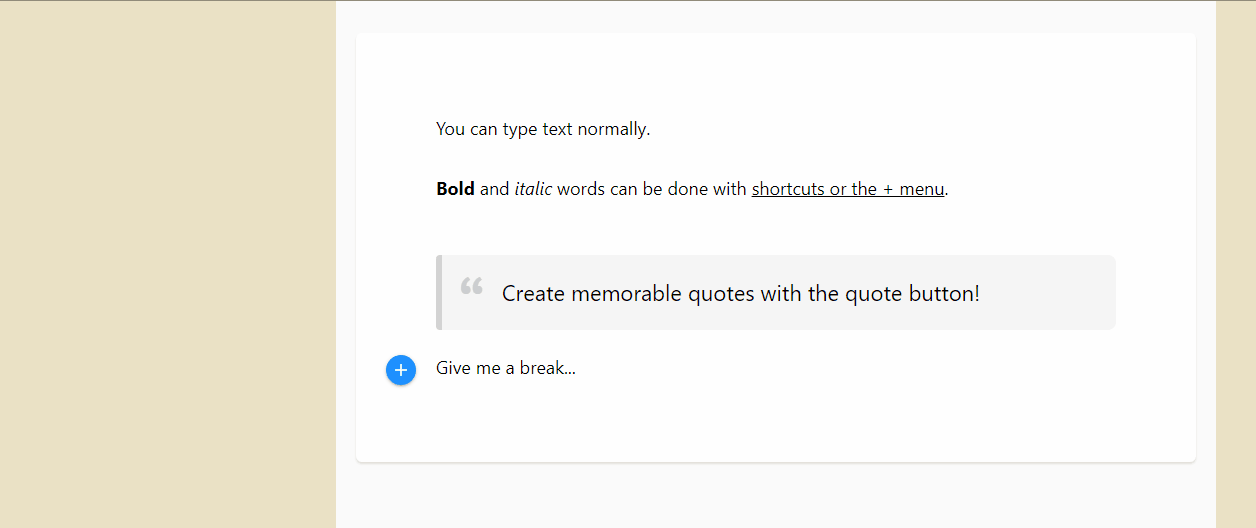 You can type text normally.
Bold and italic words can be done with shortcuts or the + menu.
Create memorable quotes with the quote button!
Give me a break...